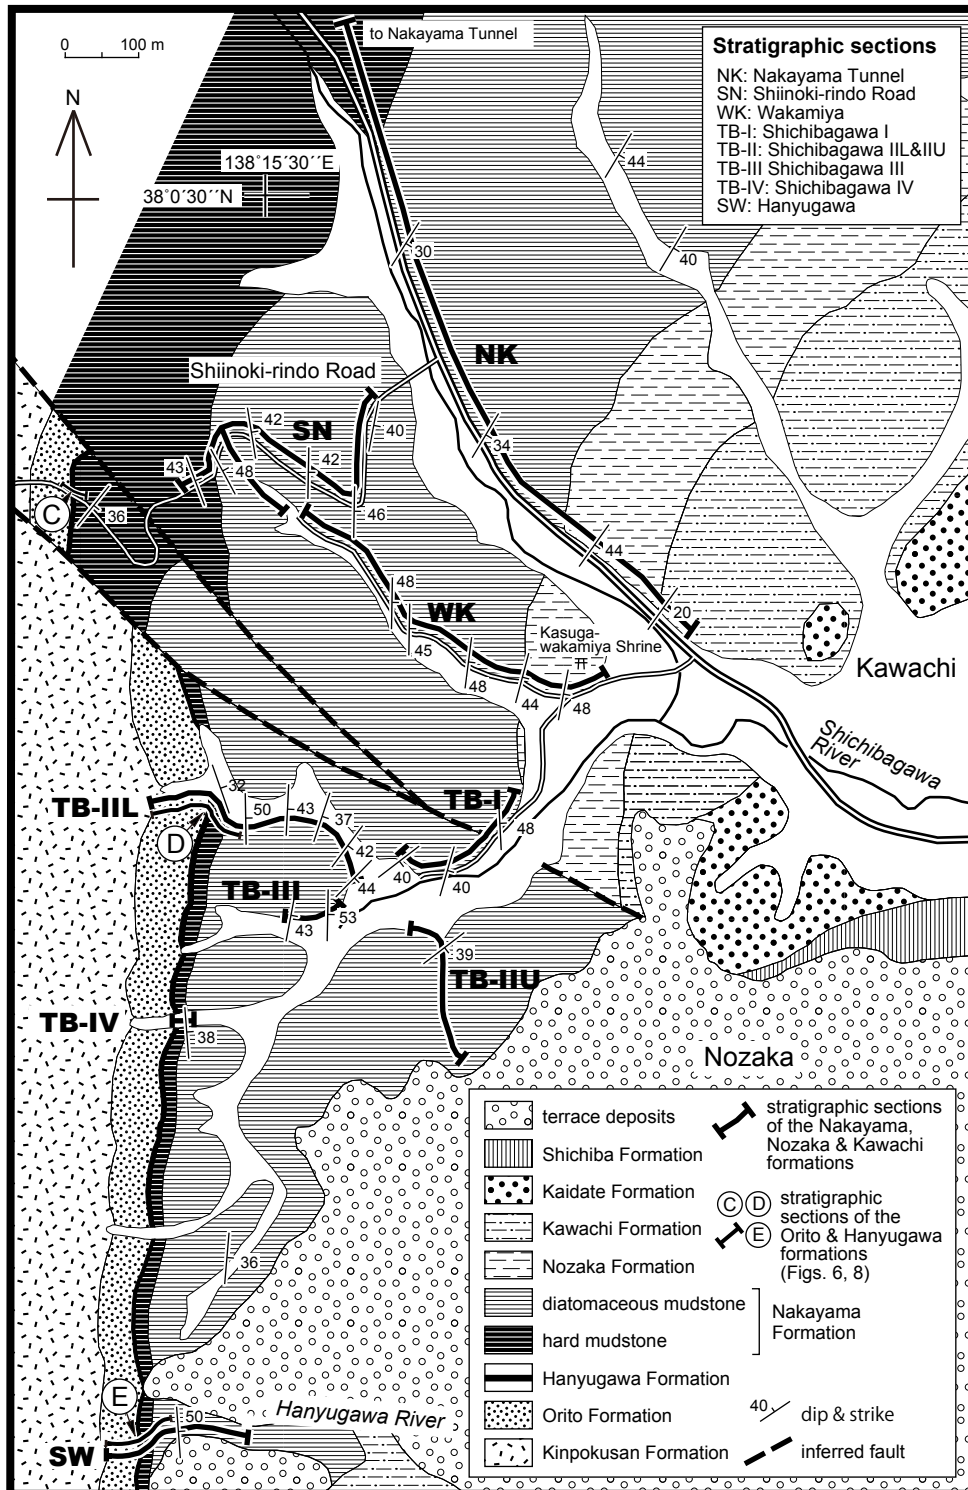 0 100 m
N
to Nakayama Tunnel
138˚15´30´´E
38˚0´30´´N
Stratigraphic sections
NK: Nakayama Tunnel
SN: Shiinoki-rindo Road
WK: Wakamiya
TB-I: Shichibagawa I
TB-II: Shichibagawa IIL&IIU
TB-III Shichibagawa III
TB-IV: Shichibagawa IV
SW: Hanyugawa
44
40
30
NK
Shiinoki-rindo Road
42
SN
40
34
43
48
42
C
36
46
44
48
WK
20
45
Kasuga-
wakamiya Shrine
48
44
48
Kawachi
Shichibagawa
River
32
TB-IIL
50
43
37
TB-I
48
D
42
40
40
TB-III
44
43
53
39
TB-IIU
TB-IV
38
Nozaka
36
E
50
Hanyugawa River
SW
terrace deposits
Shichiba Formation
Kaidate Formation
Kawachi Formation
Nozaka Formation
diatomaceous mudstone
hard mudstone
Nakayama
Formation
Hanyugawa Formation
Orito Formation
Kinpokusan Formation
stratigraphic sections
of the Nakayama,
Nozaka & Kawachi
formations
C D
E
stratigraphic
sections of the
Orito & Hanyugawa
formations
(Figs. 6, 8)
40 dip & strike
inferred fault